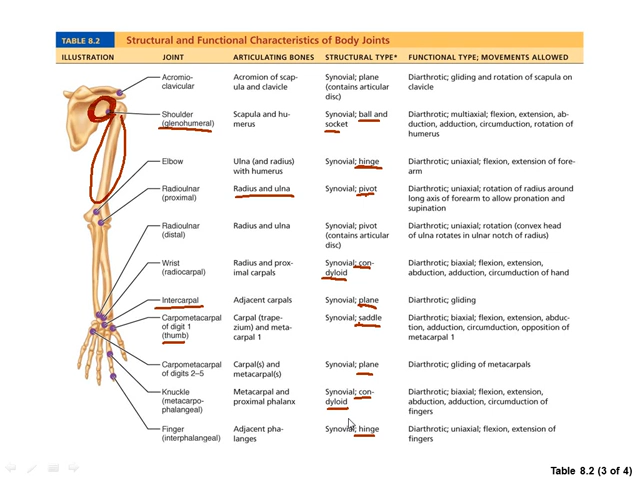 TABLE 8.2 Structural and Functional Characteristics of Body Joints
ILLUSTRATION JOINT ARTICULATING BONES STRUCTURAL TYPE* FUNCTIONAL TYPE; MOVEMENTS ALLOWED
Acromio- Acromion of scap- Synovial; plane Diarthrotic; gliding and rotation of scapula on
clavicular ula and clavicle (contains articular clavicle
disc)
Shoulder Scapula and hu- Synovial; ball and Diarthrotic; multiaxial; flexion, extension, ab-
(glenohumeral) merus socket duction, adduction, circumduction, rotation of
humerus
Elbow Ulna (and radius) Synovial; hinge Diarthrotic; uniaxial; flexion, extension of fore-
with humerus arm
Radioulnar Radius and ulna Synovial; pivot Diarthrotic; uniaxial; rotation of radius around
(proximal) long axis of forearm to allow pronation and
supination
Radioulnar Radius and ulna Synovial; pivot Diarthrotic; uniaxial; rotation (convex head
(distal) (contains articular of ulna rotates in ulnar notch of radius)
disc)
Wrist Radius and prox- Synovial; con- Diarthrotic; biaxial; flexion, extension,
(radiocarpal) imal carpals dyloid abduction, adduction, circumduction of hand
Intercarpal Adjacent carpals Synovial; plane Diarthrotic; gliding
Carpometacarpal Carpal (trape- Synovial; saddle Diarthrotic; biaxial; flexion, extension, abduc-
of digit 1 zium) and meta- tion, adduction, circumduction, opposition of
(thumb) carpal 1 metacarpal 1
Carpometacarpal Carpal(s) and Synovial; plane Diarthrotic; gliding of metacarpals
of digits 2–5 metacarpal(s)
Knuckle Metacarpal and Synovial; con- Diarthrotic; biaxial; flexion, extension,
(metacarpo- proximal phalanx dyloid abduction, adduction, circumduction of
phalangeal) fingers
Finger Adjacent pha- Synovial; hinge Diarthrotic; uniaxial; flexion, extension of
(interphalangeal) langes fingers
Table 8.2 (3 of 4)